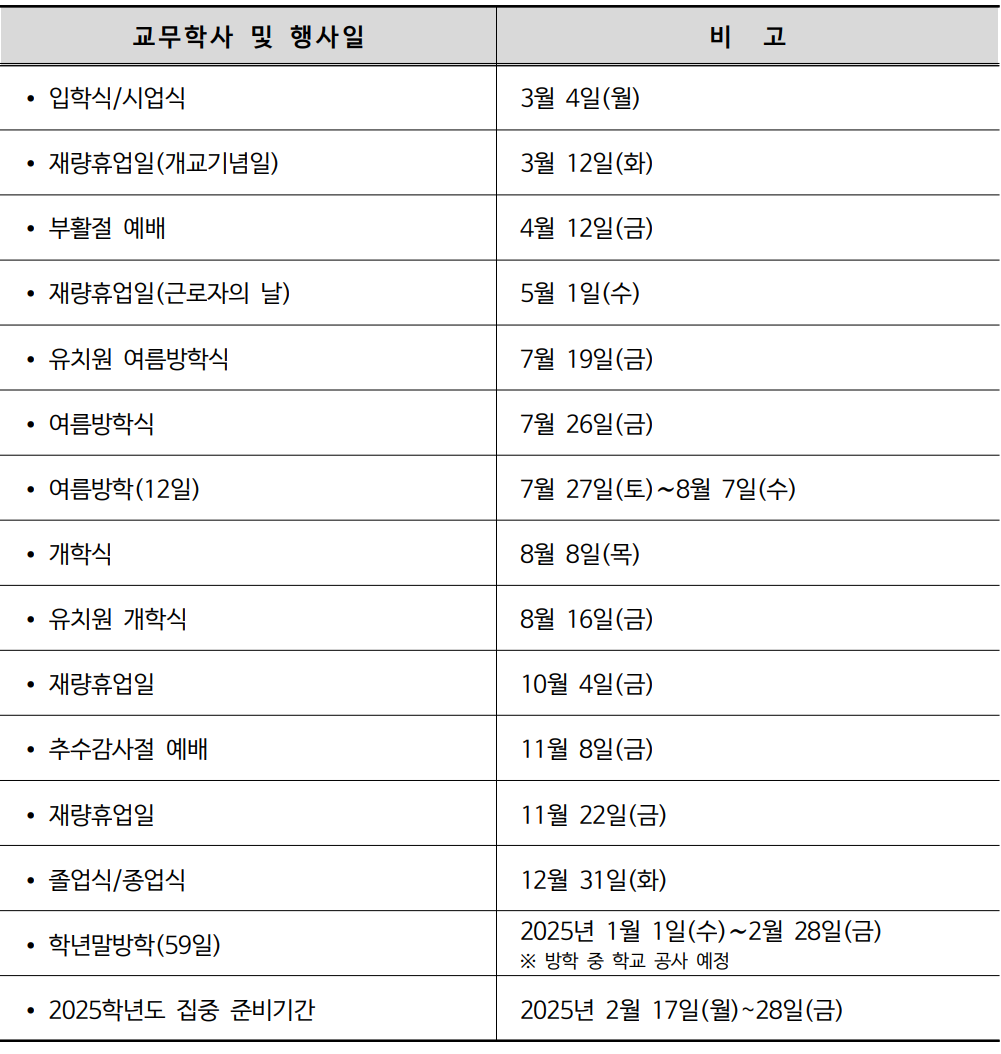 교무학사 및 행사일 비 고
• 입학식/시업식 3월 4일(월)
• 재량휴업일(개교기념일) 3월 12일(화)
• 부활절 예배 4월 12일(금)
• 재량휴업일(근로자의 날) 5월 1일(수)
• 유치원 여름방학식 7월 19일(금)
• 여름방학식 7월 26일(금)
• 여름방학(12일) 7월 27일(토)~8월 7일(수)
• 개학식 8월 8일(목)
• 유치원 개학식 8월 16일(금)
• 재량휴업일 10월 4일(금)
• 추수감사절 예배 11월 8일(금)
• 재량휴업일 11월 22일(금)
• 졸업식/종업식 12월 31일(화)
• 학년말방학(59일) 2025년 1월 1일(수)~2월 28일(금)
※ 방학 중 학교 공사 예정
• 2025학년도 집중 준비기간 2025년 2월 17일(월)~28일(금)